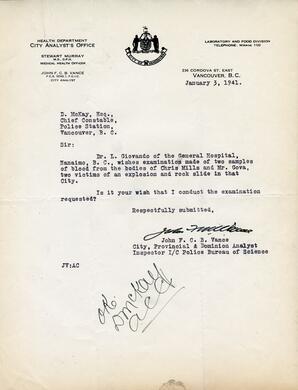 HEALTH DEPARTMENT
CITY ANALYST'S OFFICE
STEWART MURRAY
M.D., D.P.H.
MEDICAL HEALTH OFFICER
JOHN F. C. B. VANCE
CITY ANALYST
LABORATORY AND FOOD DIVISION
236 CORDOVA ST. EAST
VANCOUVER, B.C.
January 3, 1941.
D. McKay, Esq.,
Chief Constable,
Police Station,
Vancouver, B. C.
Sir:
Dr. L. Giovando of the General Hospital,
Nanaimo, B. C., wishes examination made of two samples
of blood from the bodies of Chris Mills and Mr. Gova,
two victims of an explosion and rock slide in that
City.
Is it your wish that I conduct the examination
requested?
Respectfully submitted,
John F. C. B. Vance
City, Provincial & Dominion Analyst
Inspector I/C Police Bureau of Science
JV:AC
OK.
D McKay